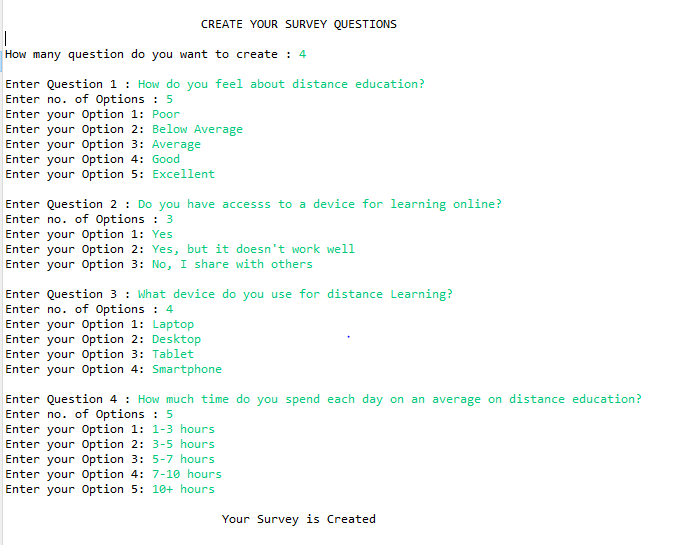 CREATE YOUR SURVEY QUESTIONS
How many question do you want to create : 4
Enter Question 1 : How do you feel about distance education?
Enter no. of Options : 5
Enter your Option 1: Poor
Enter your Option 2: Below Average
Enter your Option 3: Average
Enter your Option 4: Good
Enter your Option 5: Excellent
Enter Question 2 : Do you have accesss to a device for learning online?
Enter no. of Options : 3
Enter your Option 1: Yes
Enter your Option 2: Yes, but it doesn't work well
Enter your Option 3: No, I share with others
Enter Question 3 : What device do you use for distance Learning?
Enter no. of Options : 4
Enter your Option 1: Laptop
Enter your Option 2: Desktop
Enter your Option 3: Tablet
Enter your Option 4: Smartphone
Enter Question 4 : How much time do you spend each day on an average on distance education?
Enter no. of Options : 5
Enter your Option 1: 1-3 hours
Enter your Option 2: 3-5 hours
Enter your Option 3: 5-7 hours
Enter your Option 4: 7-10 hours
Enter your Option 5: 10+ hours
Your Survey is Created